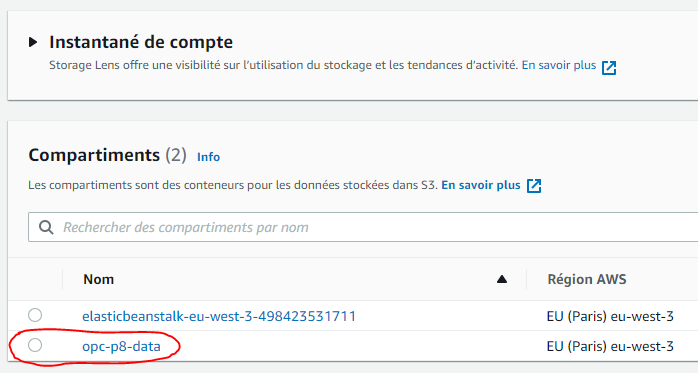 Instantané de compte
Storage Lens offre une visibilité sur l'utilisation du stockage et les tendances d'activité. En savoir plus
Compartiments (2) Info
Les compartiments sont des conteneurs pour les données stockées dans S3. En savoir plus
Rechercher des compartiments par nom
Nom Région AWS
elasticbeanstalk-eu-west-3-498423531711 EU (Paris) eu-west-3
opc-p8-data EU (Paris) eu-west-3